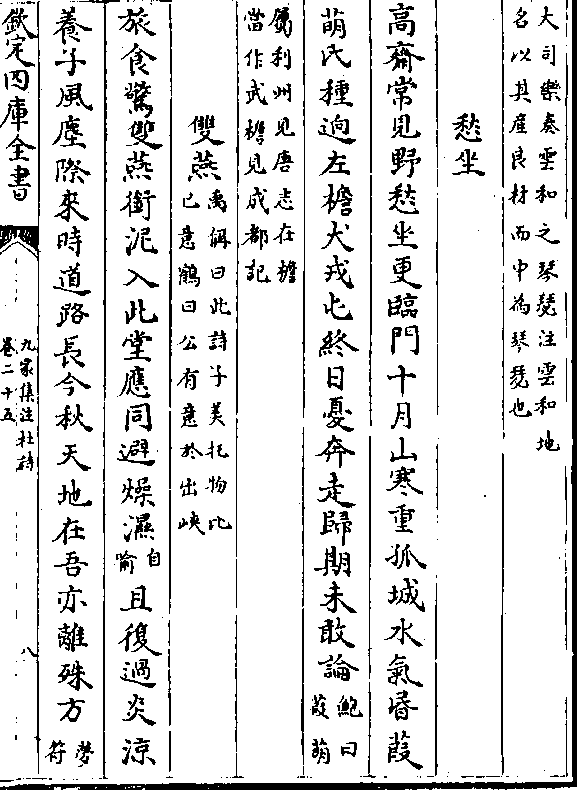 大司樂奏雲和之琴瑟注雲和地
名以其産良材而中為琴瑟也
愁坐
高齋常見野愁坐更臨門十月山寒重孤城水氣昏葭
萌氐種迥左檐犬戎屯終日憂奔走歸期未敢論
鮑曰
葭萌
屬利州見唐志在檐
當作武檐見成都記
雙燕
禹偁曰此詩子美托物比
已意鶴曰公有意於出峽
旅食驚雙燕銜泥入此堂應同避燥濕
自
喻
且復過炎涼
養子風塵際來時道路長今秋天地在吾亦離殊方
夢
符
欽定四庫全書
九家集注杜詩
卷二十五
八